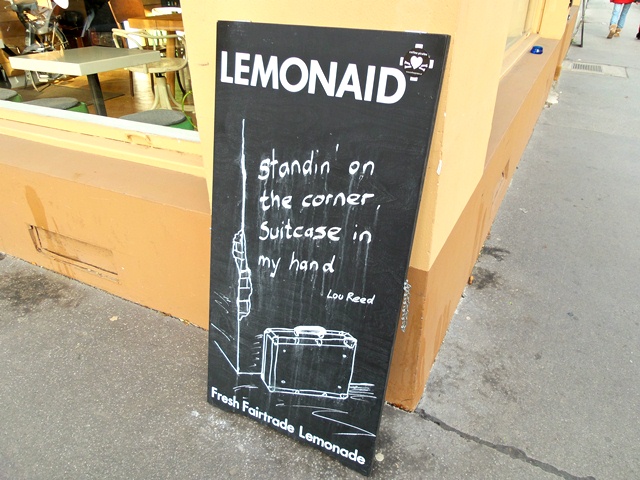 LEMONAID
Standin' on
the corner,
Suitcase in
my hand
Lou Reed
Fresh Fairtrade Lemonade